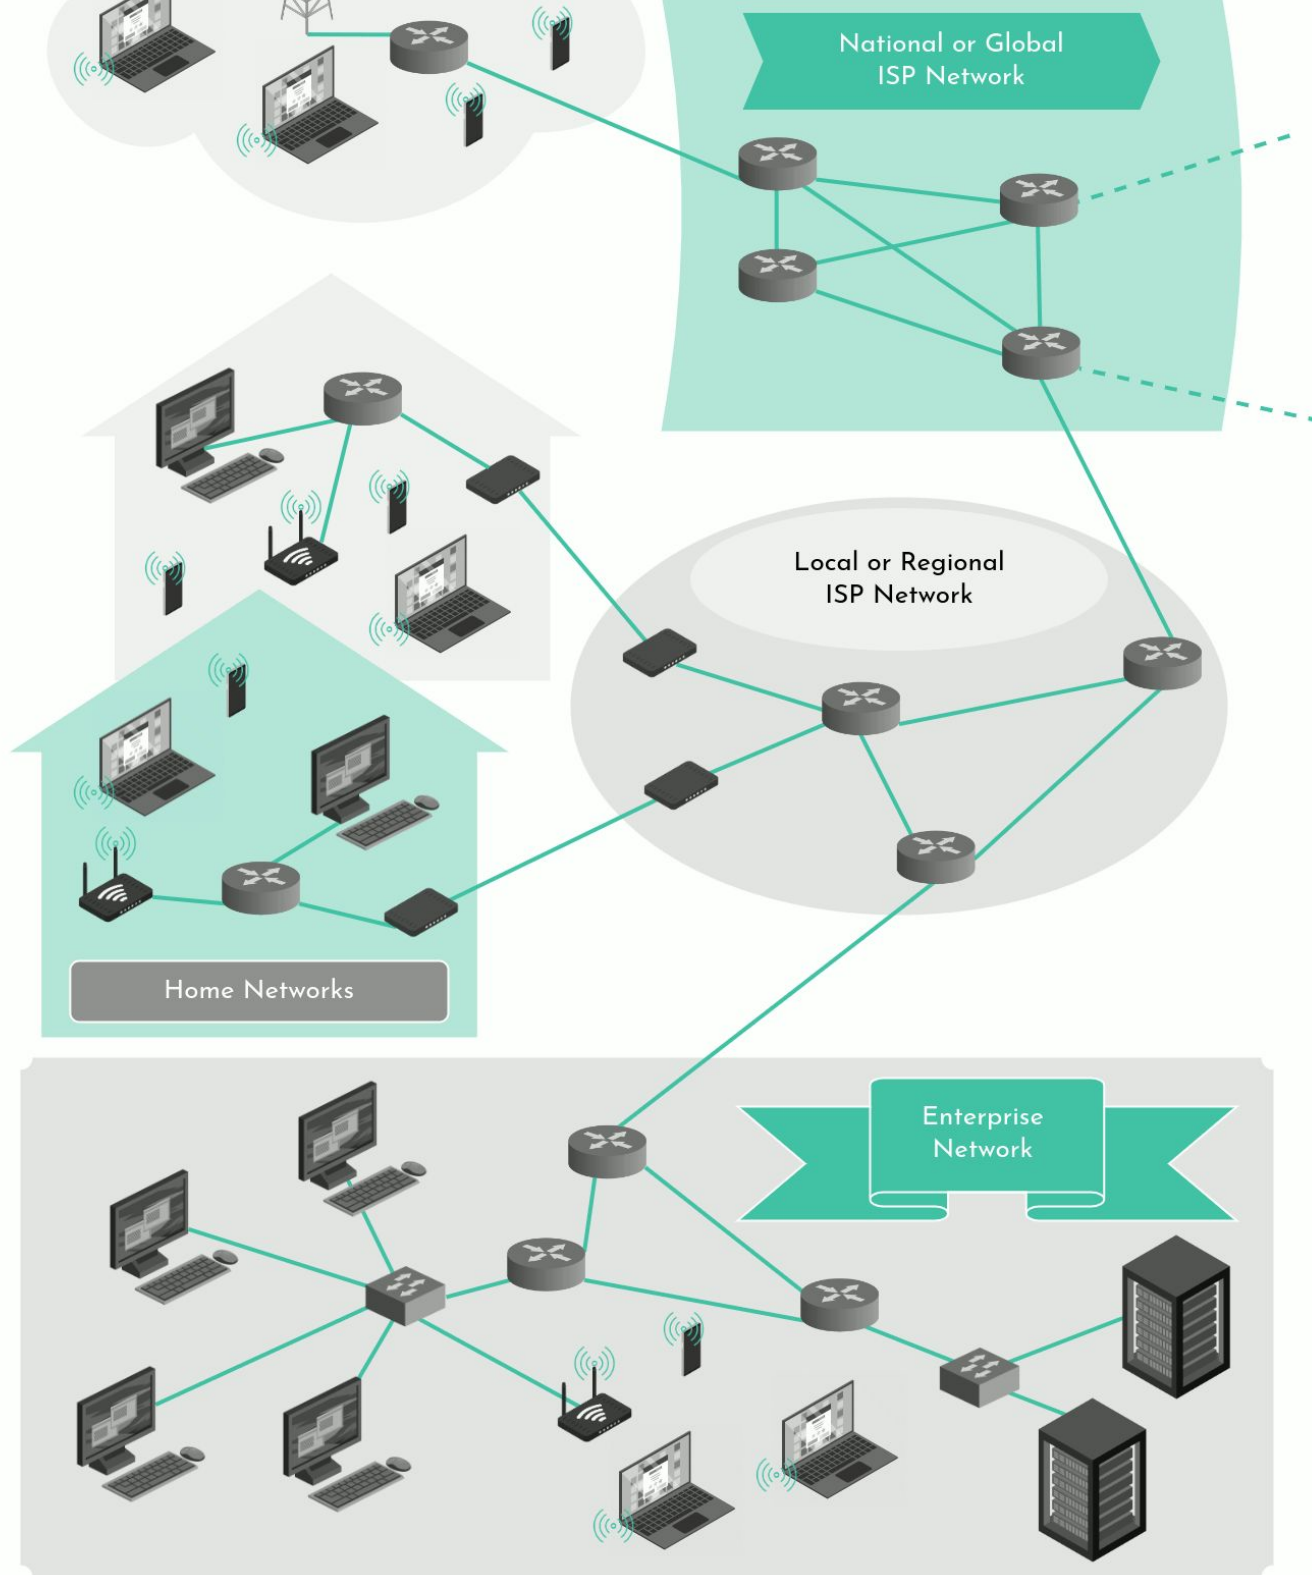 National or Global
ISP Network
Local or Regional
ISP Network
Home Networks
Enterprise
Network